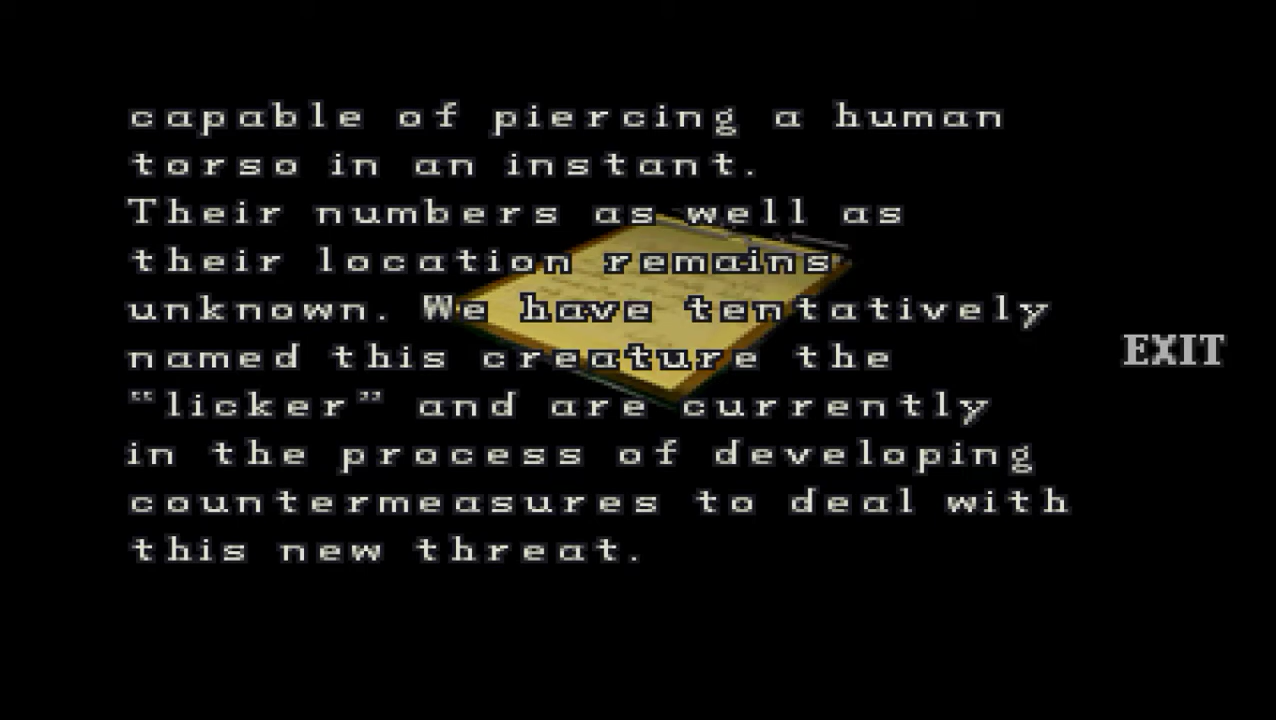 capable of piercing a human
torso in an instant.
Their numbers as well as
their location remains
unknown. We have tentatively
named this creature the
"licker" and are currently
in the process of developing
countermeasures to deal with
this new threat.
EXIT